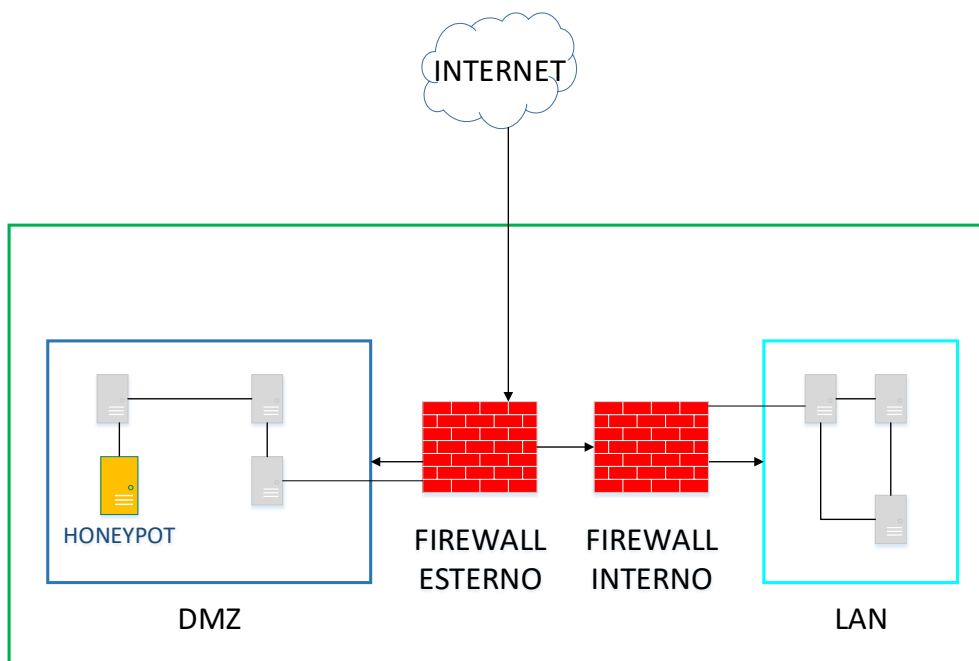 INTERNET
HONEYPOT
FIREWALL
ESTERNO
FIREWALL
INTERNO
DMZ
LAN